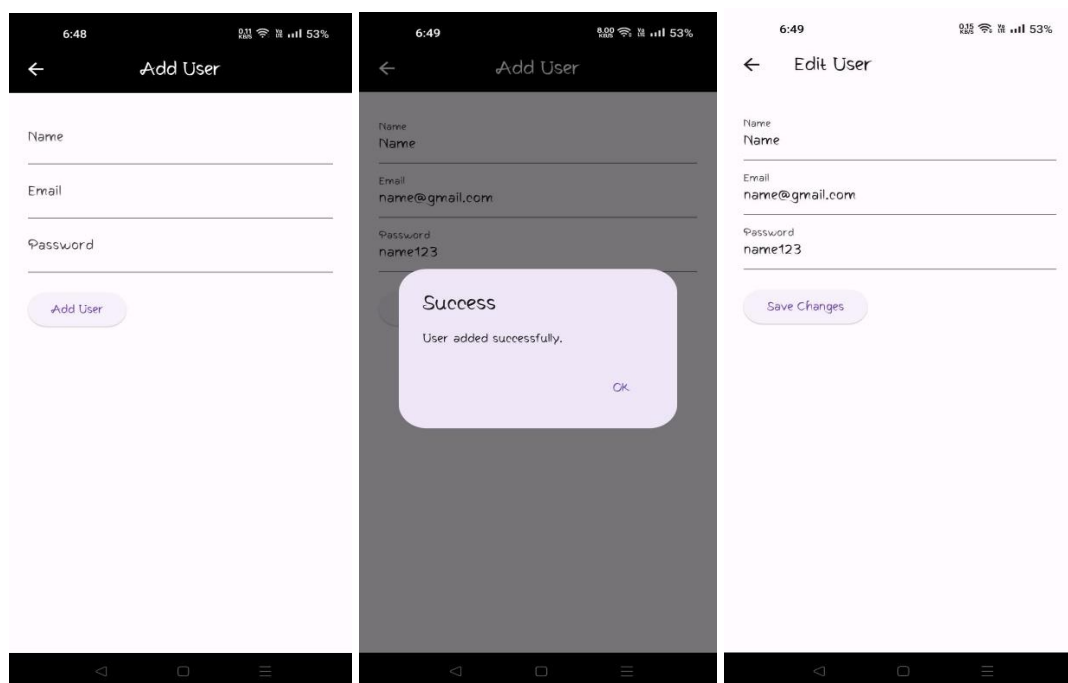 6:48
0.11 KB/S 53%
Add User
Name
Email
Password
Add User
6:49
8.00 KB/S 53%
Add User
Name
Name
Email
name@gmail.com
Password
name123
Success
User added successfully.
OK
6:49
0.15 KB/S 53%
Edit User
Name
Name
Email
name@gmail.com
Password
name123
Save Changes